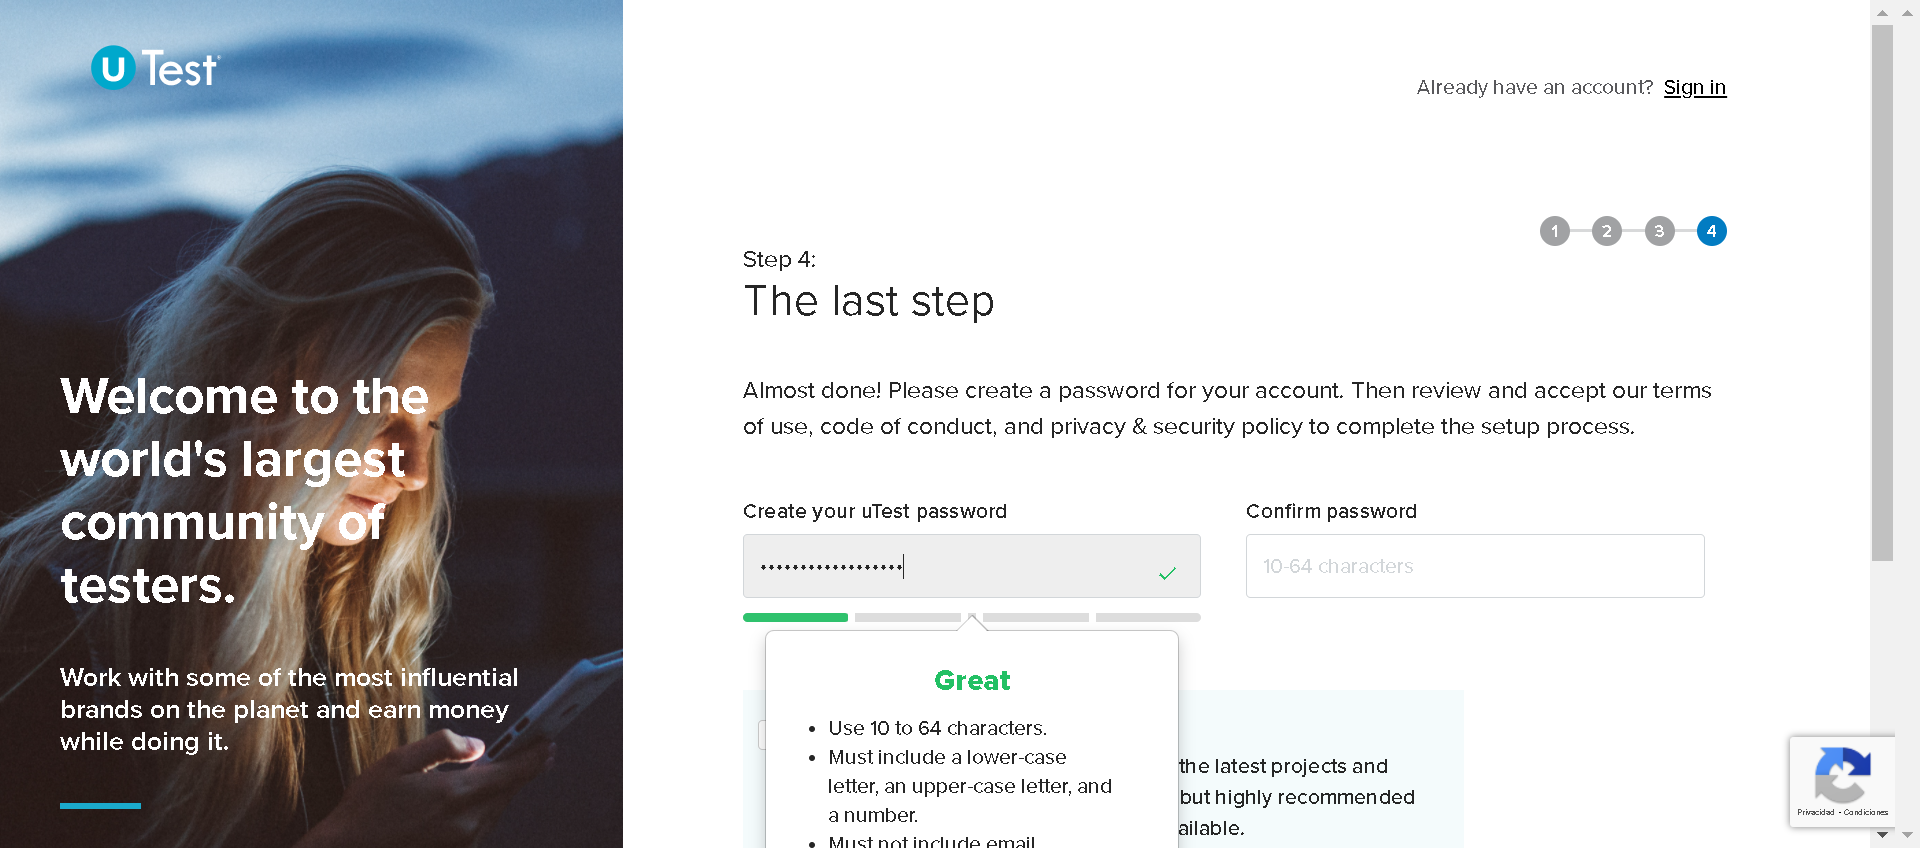 u Test
Already have an account? Sign in
1 2 3 4
Step 4:
The last step
Welcome to the
world's largest
community of
testers.
Almost done! Please create a password for your account. Then review and accept our terms
of use, code of conduct, and privacy & security policy to complete the setup process.
Create your uTest password
Confirm password
••••••••••••••••••
10-64 characters
Work with some of the most influential
brands on the planet and earn money
while doing it.
Great
• Use 10 to 64 characters.
• Must include a lower-case
letter, an upper-case letter, and
a number.
• Must not include email
the latest projects and
but highly recommended
ailable.
Privacidad - Condiciones